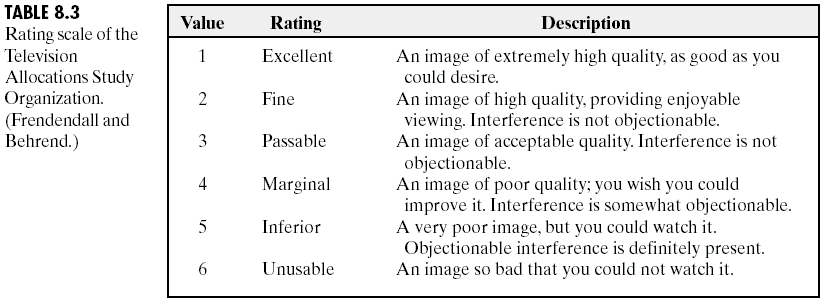 TABLE 8.3
Rating scale of the
Television
Allocations Study
Organization.
(Frendendall and
Behrend.)
Value Rating Description
1 Excellent An image of extremely high quality, as good as you
could desire.
2 Fine An image of high quality, providing enjoyable
viewing. Interference is not objectionable.
3 Passable An image of acceptable quality. Interference is not
objectionable.
4 Marginal An image of poor quality; you wish you could
improve it. Interference is somewhat objectionable.
5 Inferior A very poor image, but you could watch it.
Objectionable interference is definitely present.
6 Unusable An image so bad that you could not watch it.